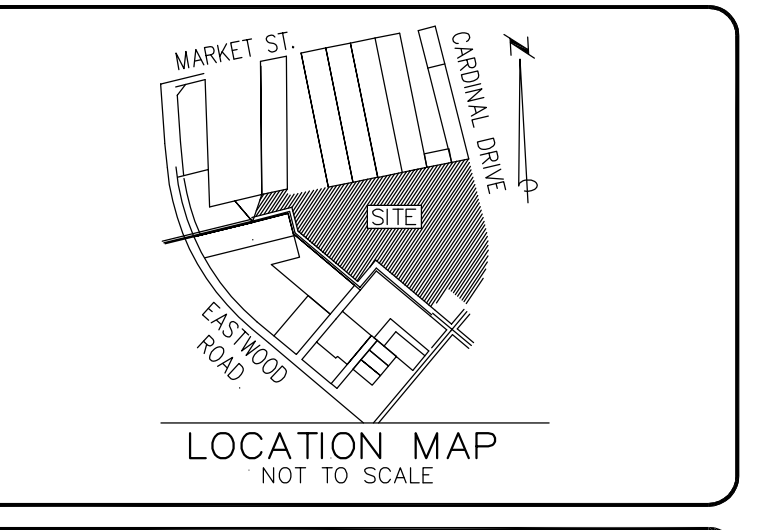 MARKET ST.
CARDINAL DRIVE
N
SITE
EASTWOOD
ROAD
LOCATION MAP
NOT TO SCALE